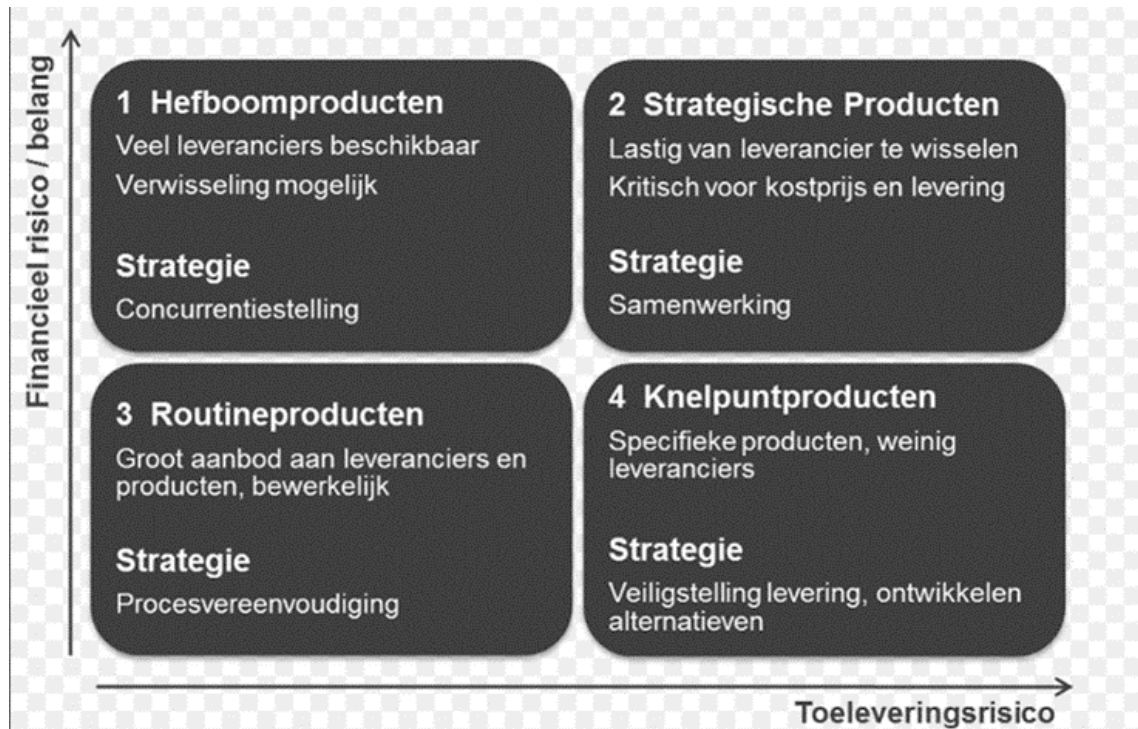 Financieel risico / belang
1 Hefboomproducten
Veel leveranciers beschikbaar
Verwisseling mogelijk
Strategie
Concurrentiestelling
2 Strategische Producten
Lastig van leverancier te wisselen
Kritisch voor kostprijs en levering
Strategie
Samenwerking
3 Routineproducten
Groot aanbod aan leveranciers en
producten, bewerkelijk
Strategie
Procesvereenvoudiging
4 Knelpuntproducten
Specifieke producten, weinig
leveranciers
Strategie
Veiligstelling levering, ontwikkelen
alternatieven
Toeleveringsrisico